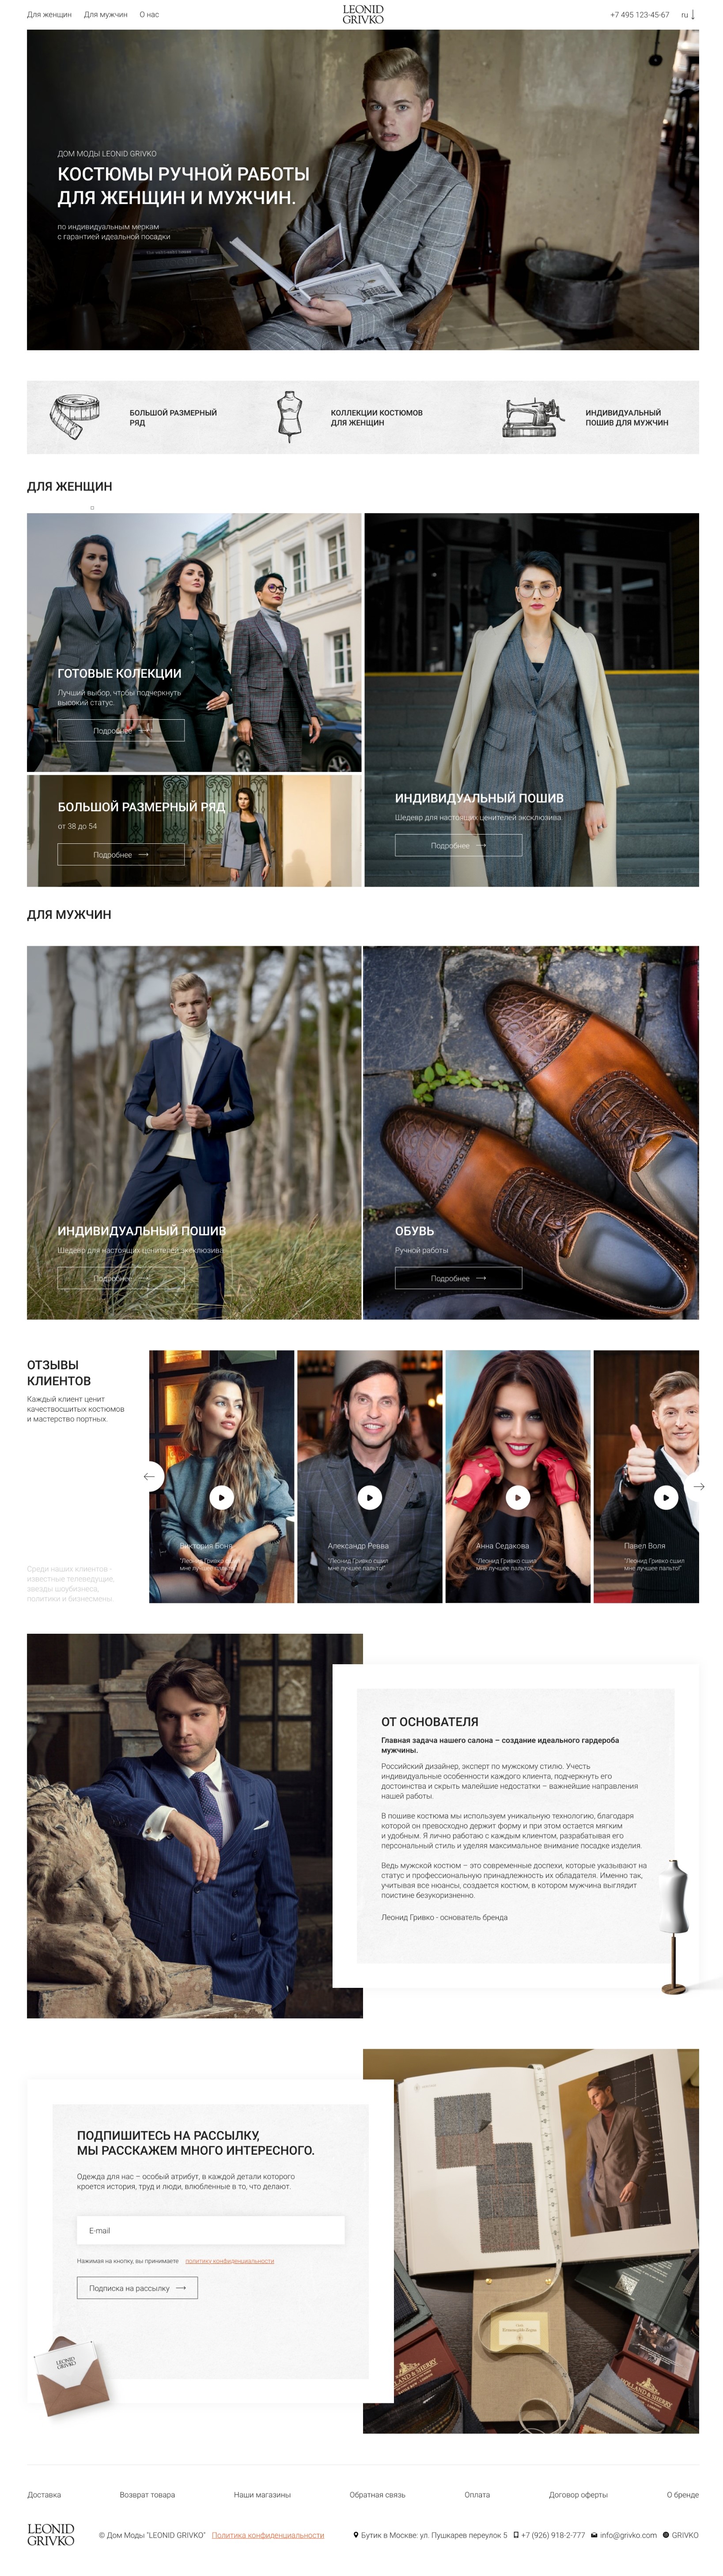 Для женщин
Для мужчин
О нас
LEONID
GRIVKO
+7 495 123-45-67
ru
ДОМ МОДЫ LEONID GRIVKO
КОСТЮМЫ РУЧНОЙ РАБОТЫ
ДЛЯ ЖЕНЩИН И МУЖЧИН.
по индивидуальным меркам
с гарантией идеальной посадки
БОЛЬШОЙ РАЗМЕРНЫЙ
РЯД
КОЛЛЕКЦИИ КОСТЮМОВ
ДЛЯ ЖЕНЩИН
ИНДИВИДУАЛЬНЫЙ
ПОШИВ ДЛЯ МУЖЧИН
ДЛЯ ЖЕНЩИН
ГОТОВЫЕ КОЛЕКЦИИ
Лучший выбор, чтобы подчеркнуть
высокий статус.
Подробнее
БОЛЬШОЙ РАЗМЕРНЫЙ РЯД
от 38 до 54
Подробнее
ИНДИВИДУАЛЬНЫЙ ПОШИВ
Шедевр для настоящих ценителей эксклюзива
Подробнее
ДЛЯ МУЖЧИН
ИНДИВИДУАЛЬНЫЙ ПОШИВ
Шедевр для настоящих ценителей эксклюзива
Подробнее
ОБУВЬ
Ручной работы
Подробнее
ОТЗЫВЫ
КЛИЕНТОВ
Каждый клиент ценит
качествосшитых костюмов
и мастерство портных.
Среди наших клиентов -
известные телеведущие,
звезды шоубизнеса,
политики и бизнесмены.
Виктория Боня
"Леонид Гривко сшил
мне лучшее пальто!"
Александр Ревва
"Леонид Гривко сшил
мне лучшее пальто!"
Анна Седакова
"Леонид Гривко сшил
мне лучшее пальто!"
Павел Воля
"Леонид Гривко сшил
мне лучшее пальто!"
ОТ ОСНОВАТЕЛЯ
Главная задача нашего салона – создание идеального гардероба
мужчины.
Российский дизайнер, эксперт по мужскому стилю. Учесть
индивидуальные особенности каждого клиента, подчеркнуть его
достоинства и скрыть малейшие недостатки – важнейшие направления
нашей работы.
В пошиве костюма мы используем уникальную технологию, благодаря
которой он превосходно держит форму и при этом остается мягким
и удобным. Я лично работаю с каждым клиентом, разрабатывая его
персональный стиль и уделяя максимальное внимание посадке изделия.
Ведь мужской костюм – это современные доспехи, которые указывают на
статус и профессиональную принадлежность их обладателя. Именно так,
учитывая все нюансы, создается костюм, в котором мужчина выглядит
поистине безукоризненно.
Леонид Гривко - основатель бренда
ПОДПИШИТЕСЬ НА РАССЫЛКУ,
МЫ РАССКАЖЕМ МНОГО ИНТЕРЕСНОГО.
Одежда для нас – особый атрибут, в каждой детали которого
кроется история, труд и люди, влюбленные в то, что делают.
E-mail
Нажимая на кнопку, вы принимаете политику конфиденциальности
Подписка на рассылку
LEONID
GRIVKO
HOLLAND & SHERRY
HOLLAND & SHERRY
Доставка
Возврат товара
Наши магазины
Обратная связь
Оплата
Договор оферты
О бренде
LEONID
GRIVKO
© Дом Моды "LEONID GRIVKO"
Политика конфиденциальности
Бутик в Москве: ул. Пушкарев переулок 5
+7 (926) 918-2-777
info@grivko.com
GRIVKO